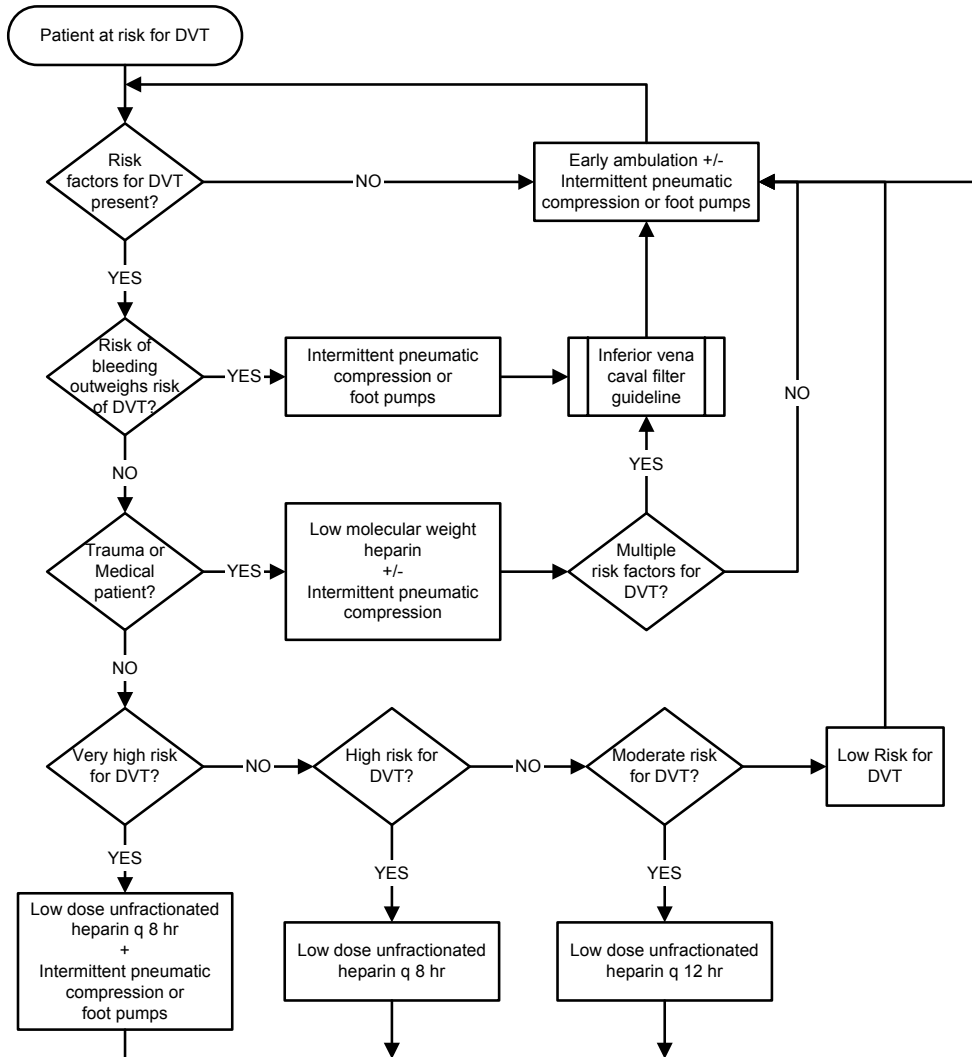 Patient at risk for DVT
Risk
factors for DVT
present?
NO
Early ambulation +/-
Intermittent pneumatic
compression or foot pumps
YES
Risk of
bleeding
outweighs risk
of DVT?
YES
Intermittent pneumatic
compression or
foot pumps
Inferior vena
caval filter
guideline
NO
NO
YES
Trauma or
Medical
patient?
YES
Low molecular weight
heparin
+/-
Intermittent pneumatic
compression
Multiple
risk factors for
DVT?
NO
Very high risk
for DVT?
NO
High risk for
DVT?
NO
Moderate risk
for DVT?
Low Risk for
DVT
YES
YES
YES
Low dose unfractionated
heparin q 8 hr
+
Intermittent pneumatic
compression or
foot pumps
Low dose unfractionated
heparin q 8 hr
Low dose unfractionated
heparin q 12 hr